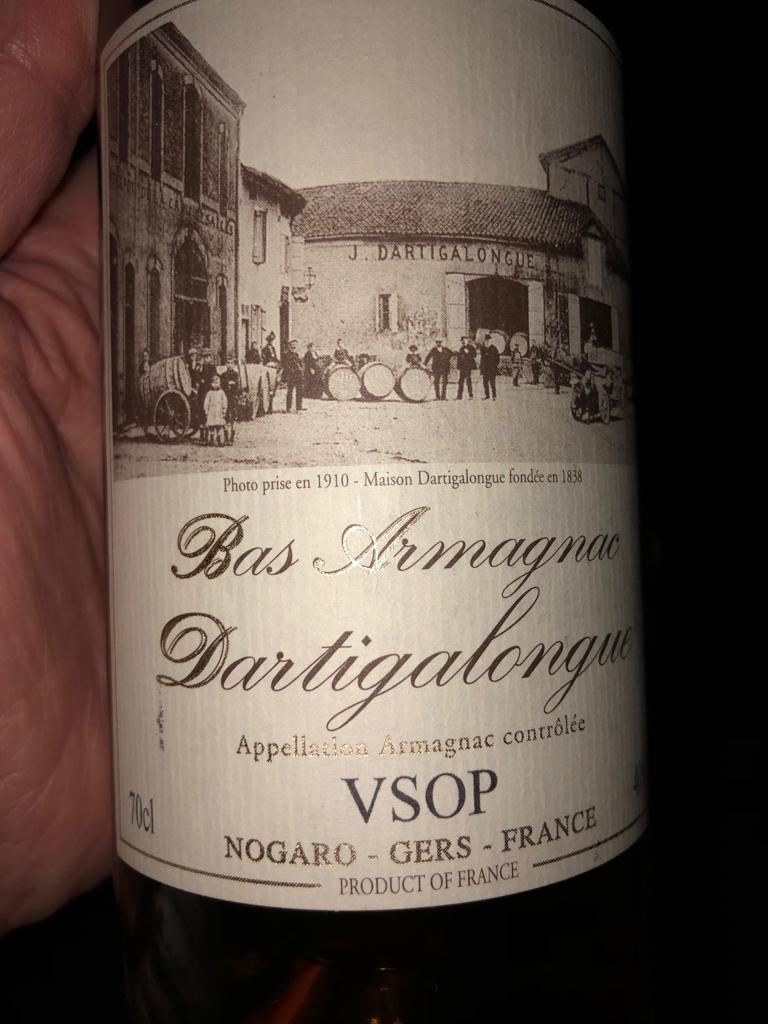 J. DARTIGALONGUE
Photo prise en 1910 - Maison Dartigalongue fondée en 1838
Bas Armagnac
Dartigalongue
Appellation Armagnac contrôlée
VSOP
70cl
NOGARO - GERS - FRANCE
PRODUCT OF FRANCE